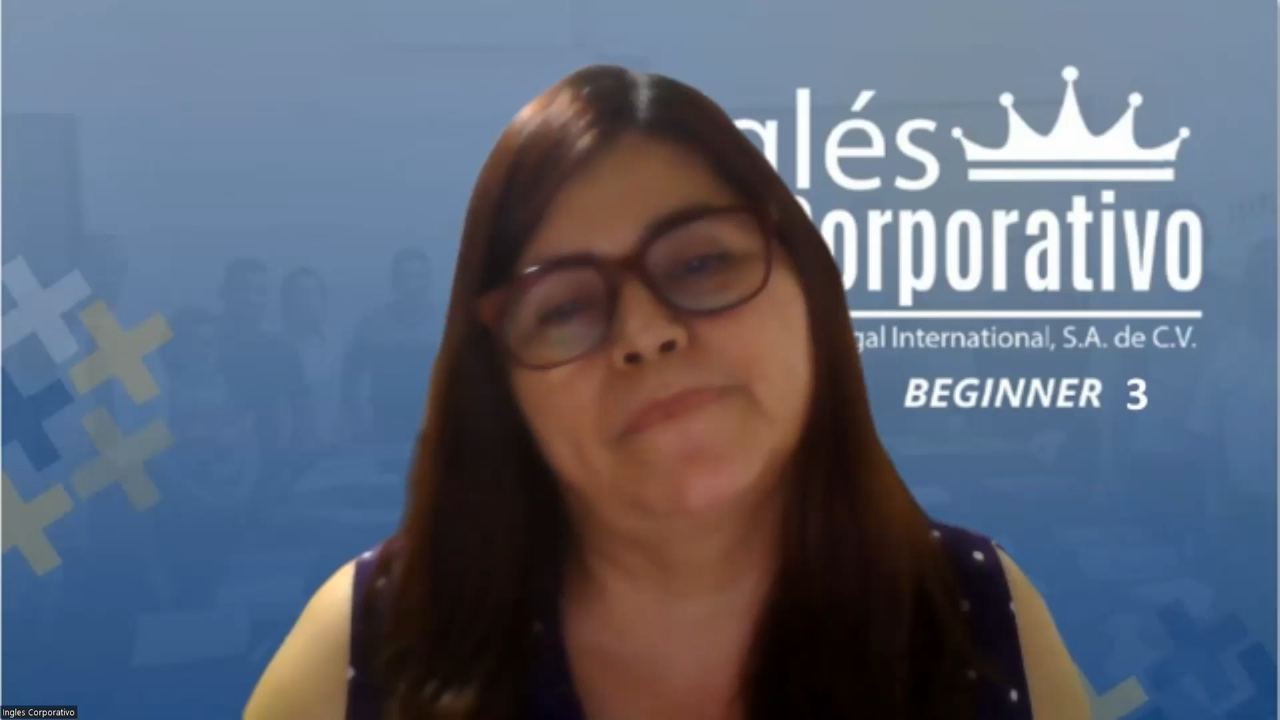 glés
orporativo
gal International, S.A. de C.V.
BEGINNER 3
Ingles Corporativo